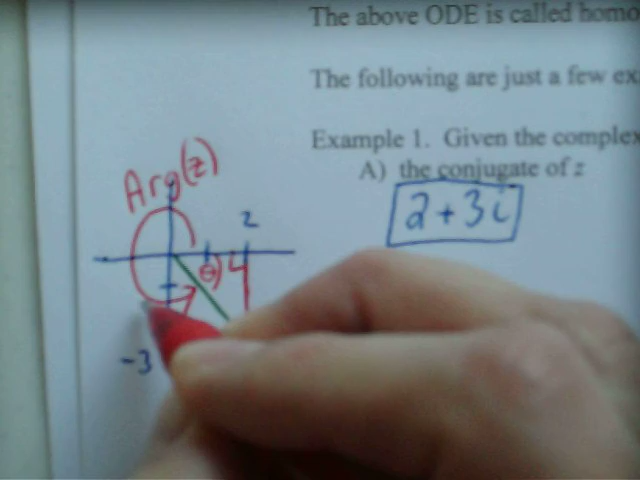 The above ODE is called homo
The following are just a few ex
Example 1. Given the complex
A) the conjugate of z
2+3i
Arg(z)
2
θ
-3